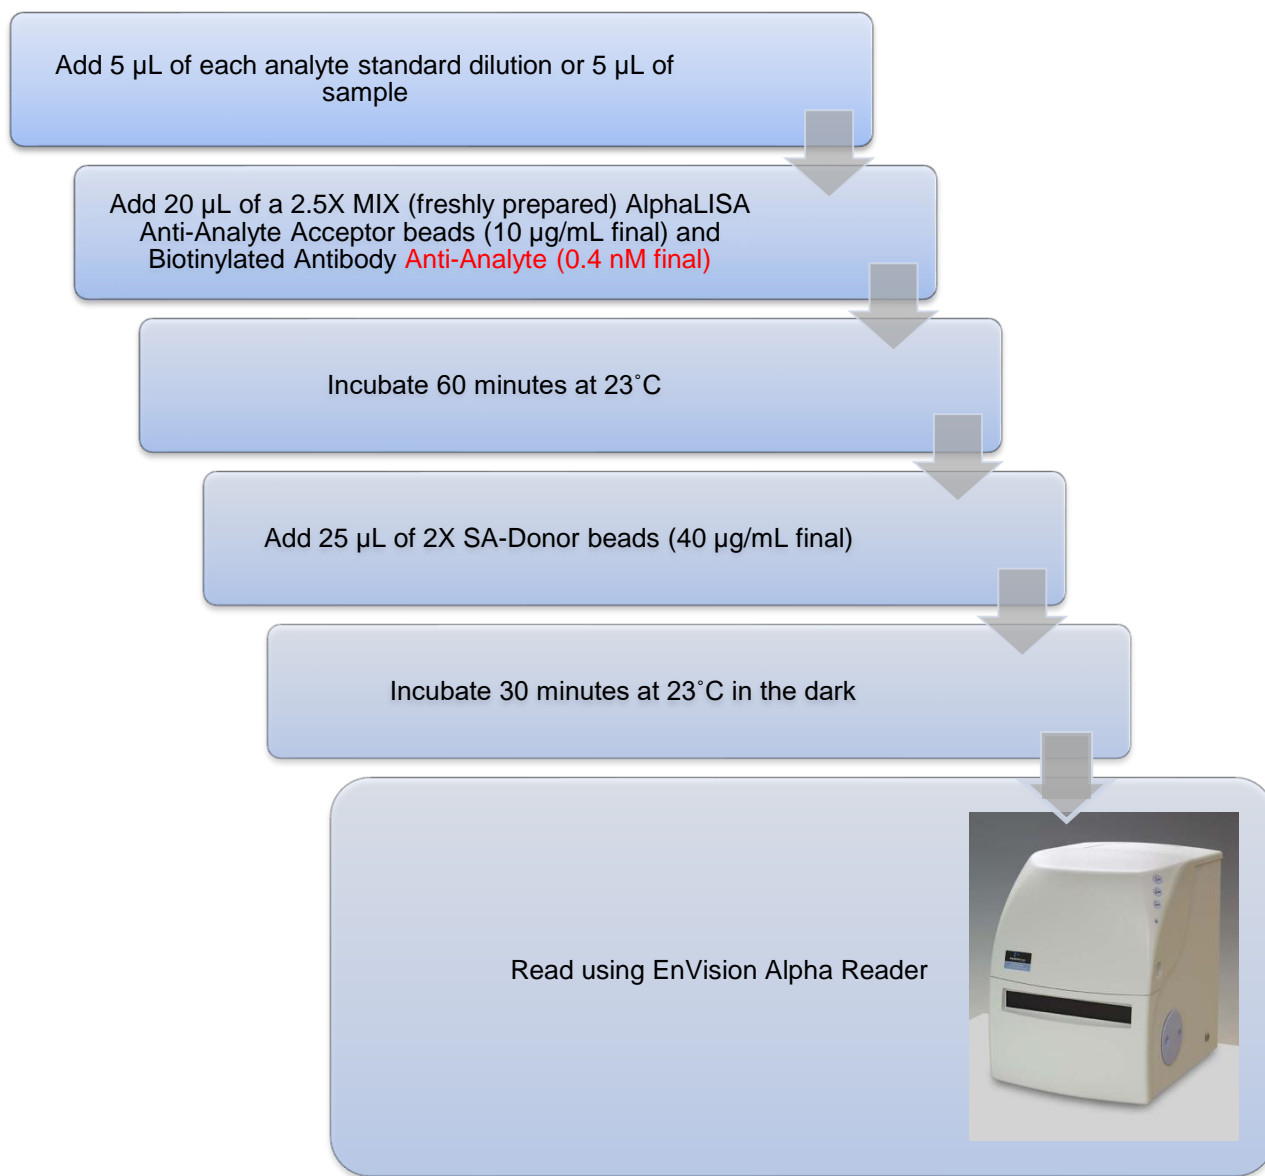 Add 5 µL of each analyte standard dilution or 5 µL of
sample
Add 20 µL of a 2.5X MIX (freshly prepared) AlphaLISA
Anti-Analyte Acceptor beads (10 µg/mL final) and
Biotinylated Antibody Anti-Analyte (0.4 nM final)
Incubate 60 minutes at 23˚C
Add 25 µL of 2X SA-Donor beads (40 µg/mL final)
Incubate 30 minutes at 23˚C in the dark
Read using EnVision Alpha Reader